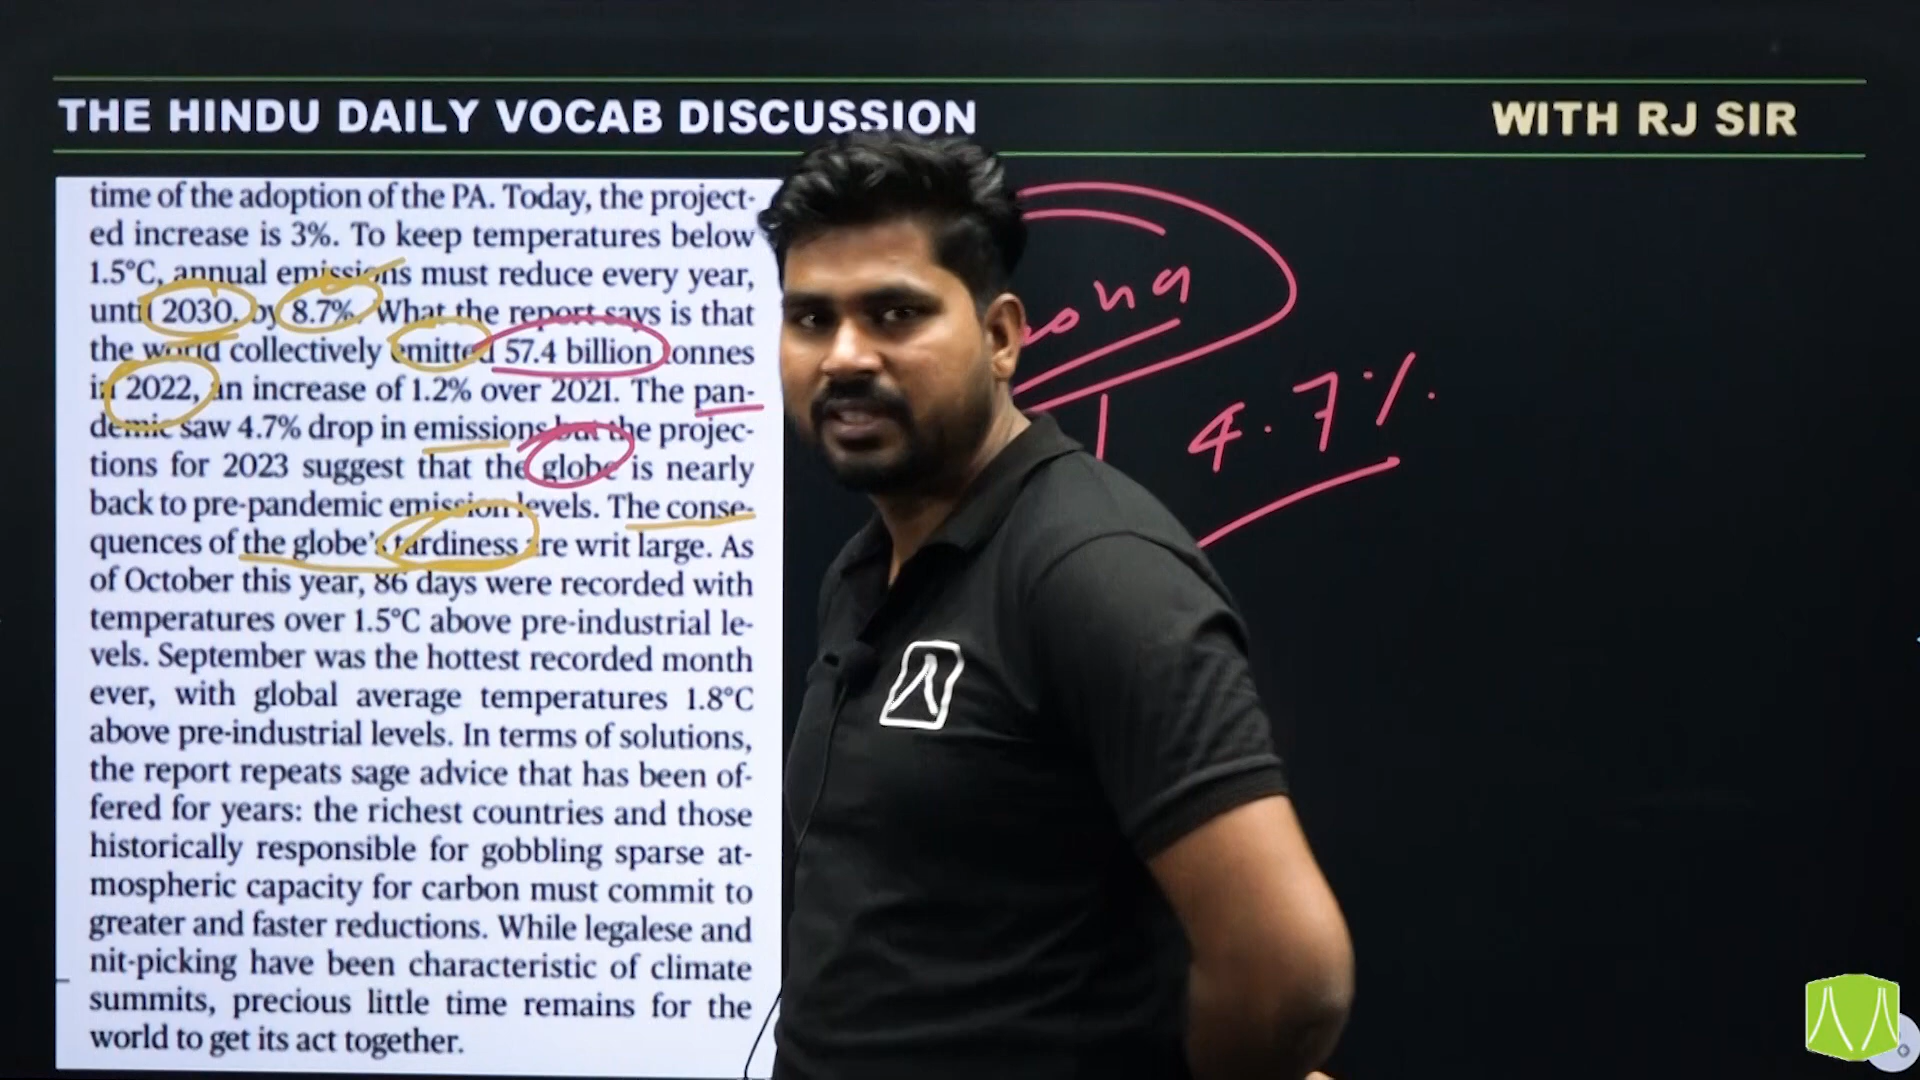 THE HINDU DAILY VOCAB DISCUSSION
WITH RJ SIR
time of the adoption of the PA. Today, the project-
ed increase is 3%. To keep temperatures below
1.5°C, annual emissions must reduce every year,
until 2030, by 8.7%. What the report says is that
the world collectively emitted 57.4 billion tonnes
in 2022, an increase of 1.2% over 2021. The pan-
demic saw 4.7% drop in emissions but the projec-
tions for 2023 suggest that the globe is nearly
back to pre-pandemic emission levels. The conse-
quences of the globe's tardiness are writ large. As
of October this year, 86 days were recorded with
temperatures over 1.5°C above pre-industrial le-
vels. September was the hottest recorded month
ever, with global average temperatures 1.8°C
above pre-industrial levels. In terms of solutions,
the report repeats sage advice that has been of-
fered for years: the richest countries and those
historically responsible for gobbling sparse at-
mospheric capacity for carbon must commit to
greater and faster reductions. While legalese and
nit-picking have been characteristic of climate
summits, precious little time remains for the
world to get its act together.
4.7%.